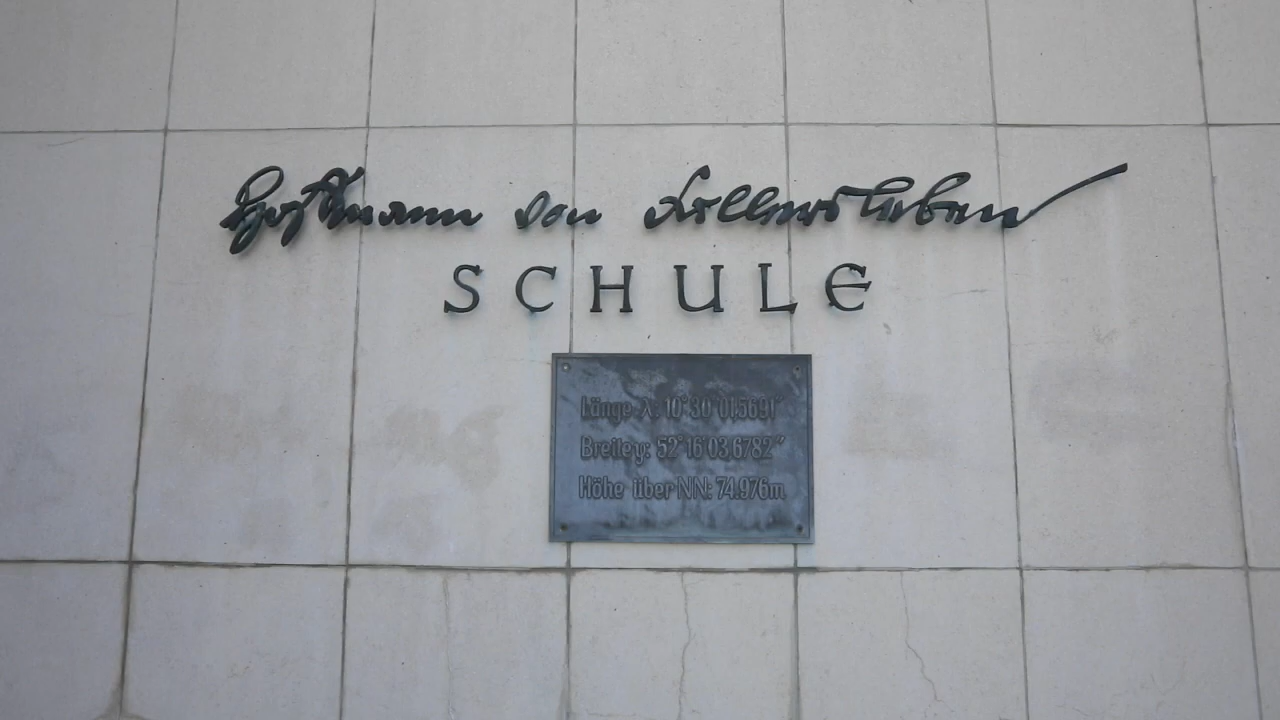 Hoffmann von Fallersleben
SCHULE
Länge λ: 10° 30' 01,5691"
Breite φ: 52° 16' 03,6782"
Höhe über NN: 74.976m